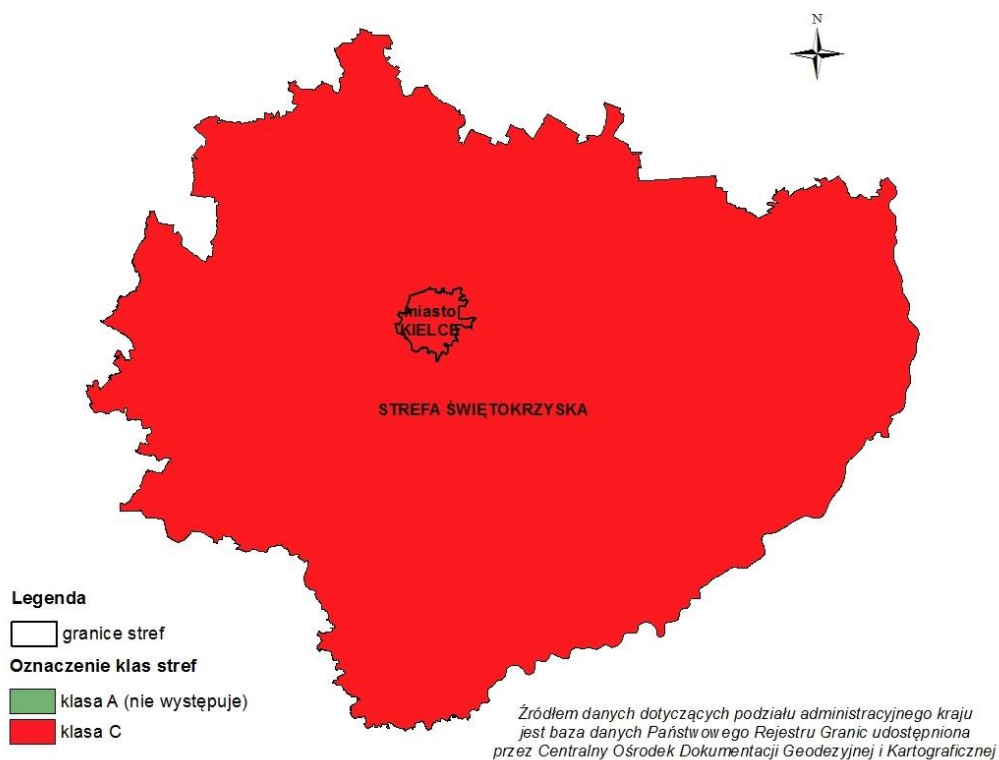 N
miasto
KIELCE
STREFA ŚWIĘTOKRZYSKA
Legenda
granice stref
Oznaczenie klas stref
klasa A (nie występuje)
klasa C
Źródłem danych dotyczących podziału administracyjnego kraju
jest baza danych Państwowego Rejestru Granic udostępniona
przez Centralny Ośrodek Dokumentacji Geodezyjnej i Kartograficznej